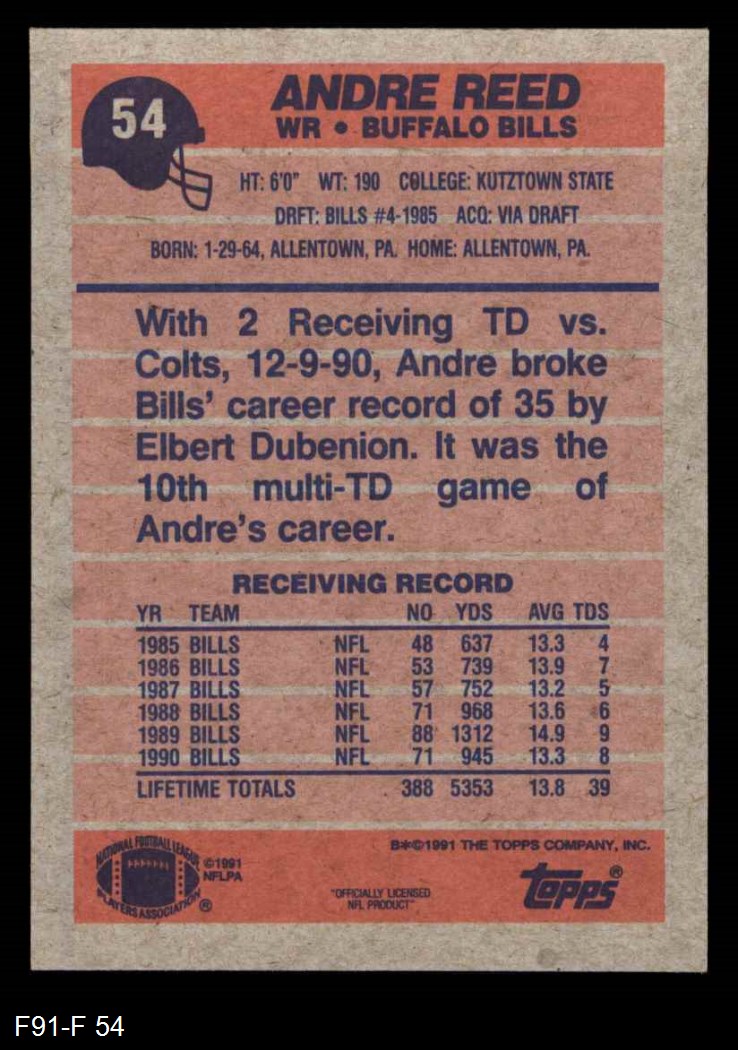 54
ANDRE REED
WR • BUFFALO BILLS
HT: 6'0" WT: 190 COLLEGE: KUTZTOWN STATE
DRFT: BILLS #4-1985 ACQ: VIA DRAFT
BORN: 1-29-64, ALLENTOWN, PA. HOME: ALLENTOWN, PA.
With 2 Receiving TD vs.
Colts, 12-9-90, Andre broke
Bills' career record of 35 by
Elbert Dubenion. It was the
10th multi-TD game of
Andre's career.
RECEIVING RECORD
YR TEAM NO YDS AVG TDS
1985 BILLS NFL 48 637 13.3 4
1986 BILLS NFL 53 739 13.9 7
1987 BILLS NFL 57 752 13.2 5
1988 BILLS NFL 71 968 13.6 6
1989 BILLS NFL 88 1312 14.9 9
1990 BILLS NFL 71 945 13.3 8
LIFETIME TOTALS 388 5353 13.8 39
NATIONAL FOOTBALL LEAGUE
PLAYERS ASSOCIATION ®
©1991
NFLPA
"OFFICIALLY LICENSED
NFL PRODUCT"
B*©1991 THE TOPPS COMPANY, INC.
topps®
F91-F 54